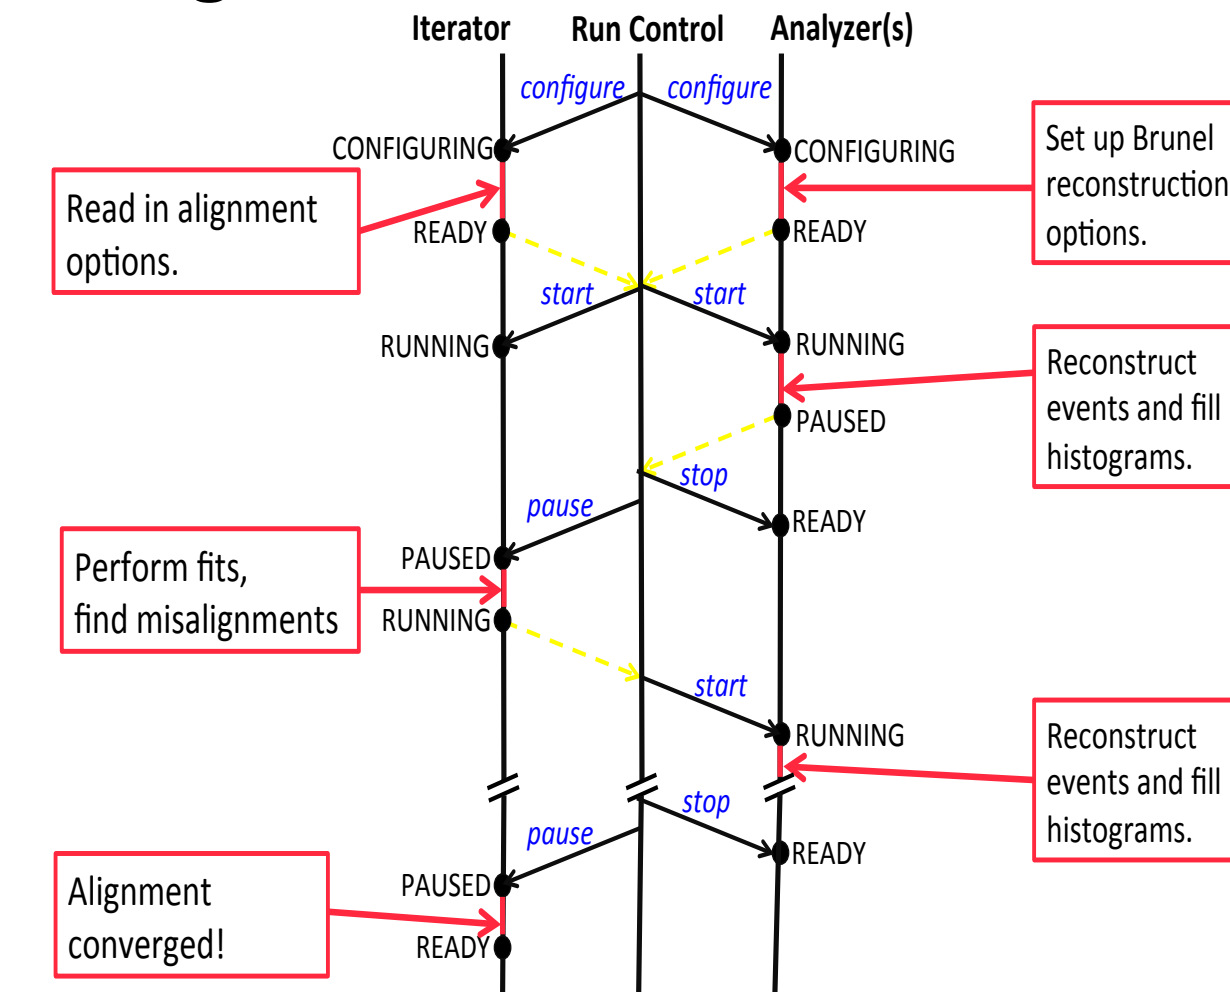 Iterator Run Control Analyzer(s)
configure configure
CONFIGURING CONFIGURING
Set up Brunel
reconstruction
options.
Read in alignment
options.
READY READY
start start
RUNNING RUNNING
Reconstruct
events and fill
histograms.
PAUSED
stop
pause
READY
PAUSED
Perform fits,
find misalignments
RUNNING
start
RUNNING
Reconstruct
events and fill
histograms.
stop
pause
READY
PAUSED
Alignment
converged!
READY